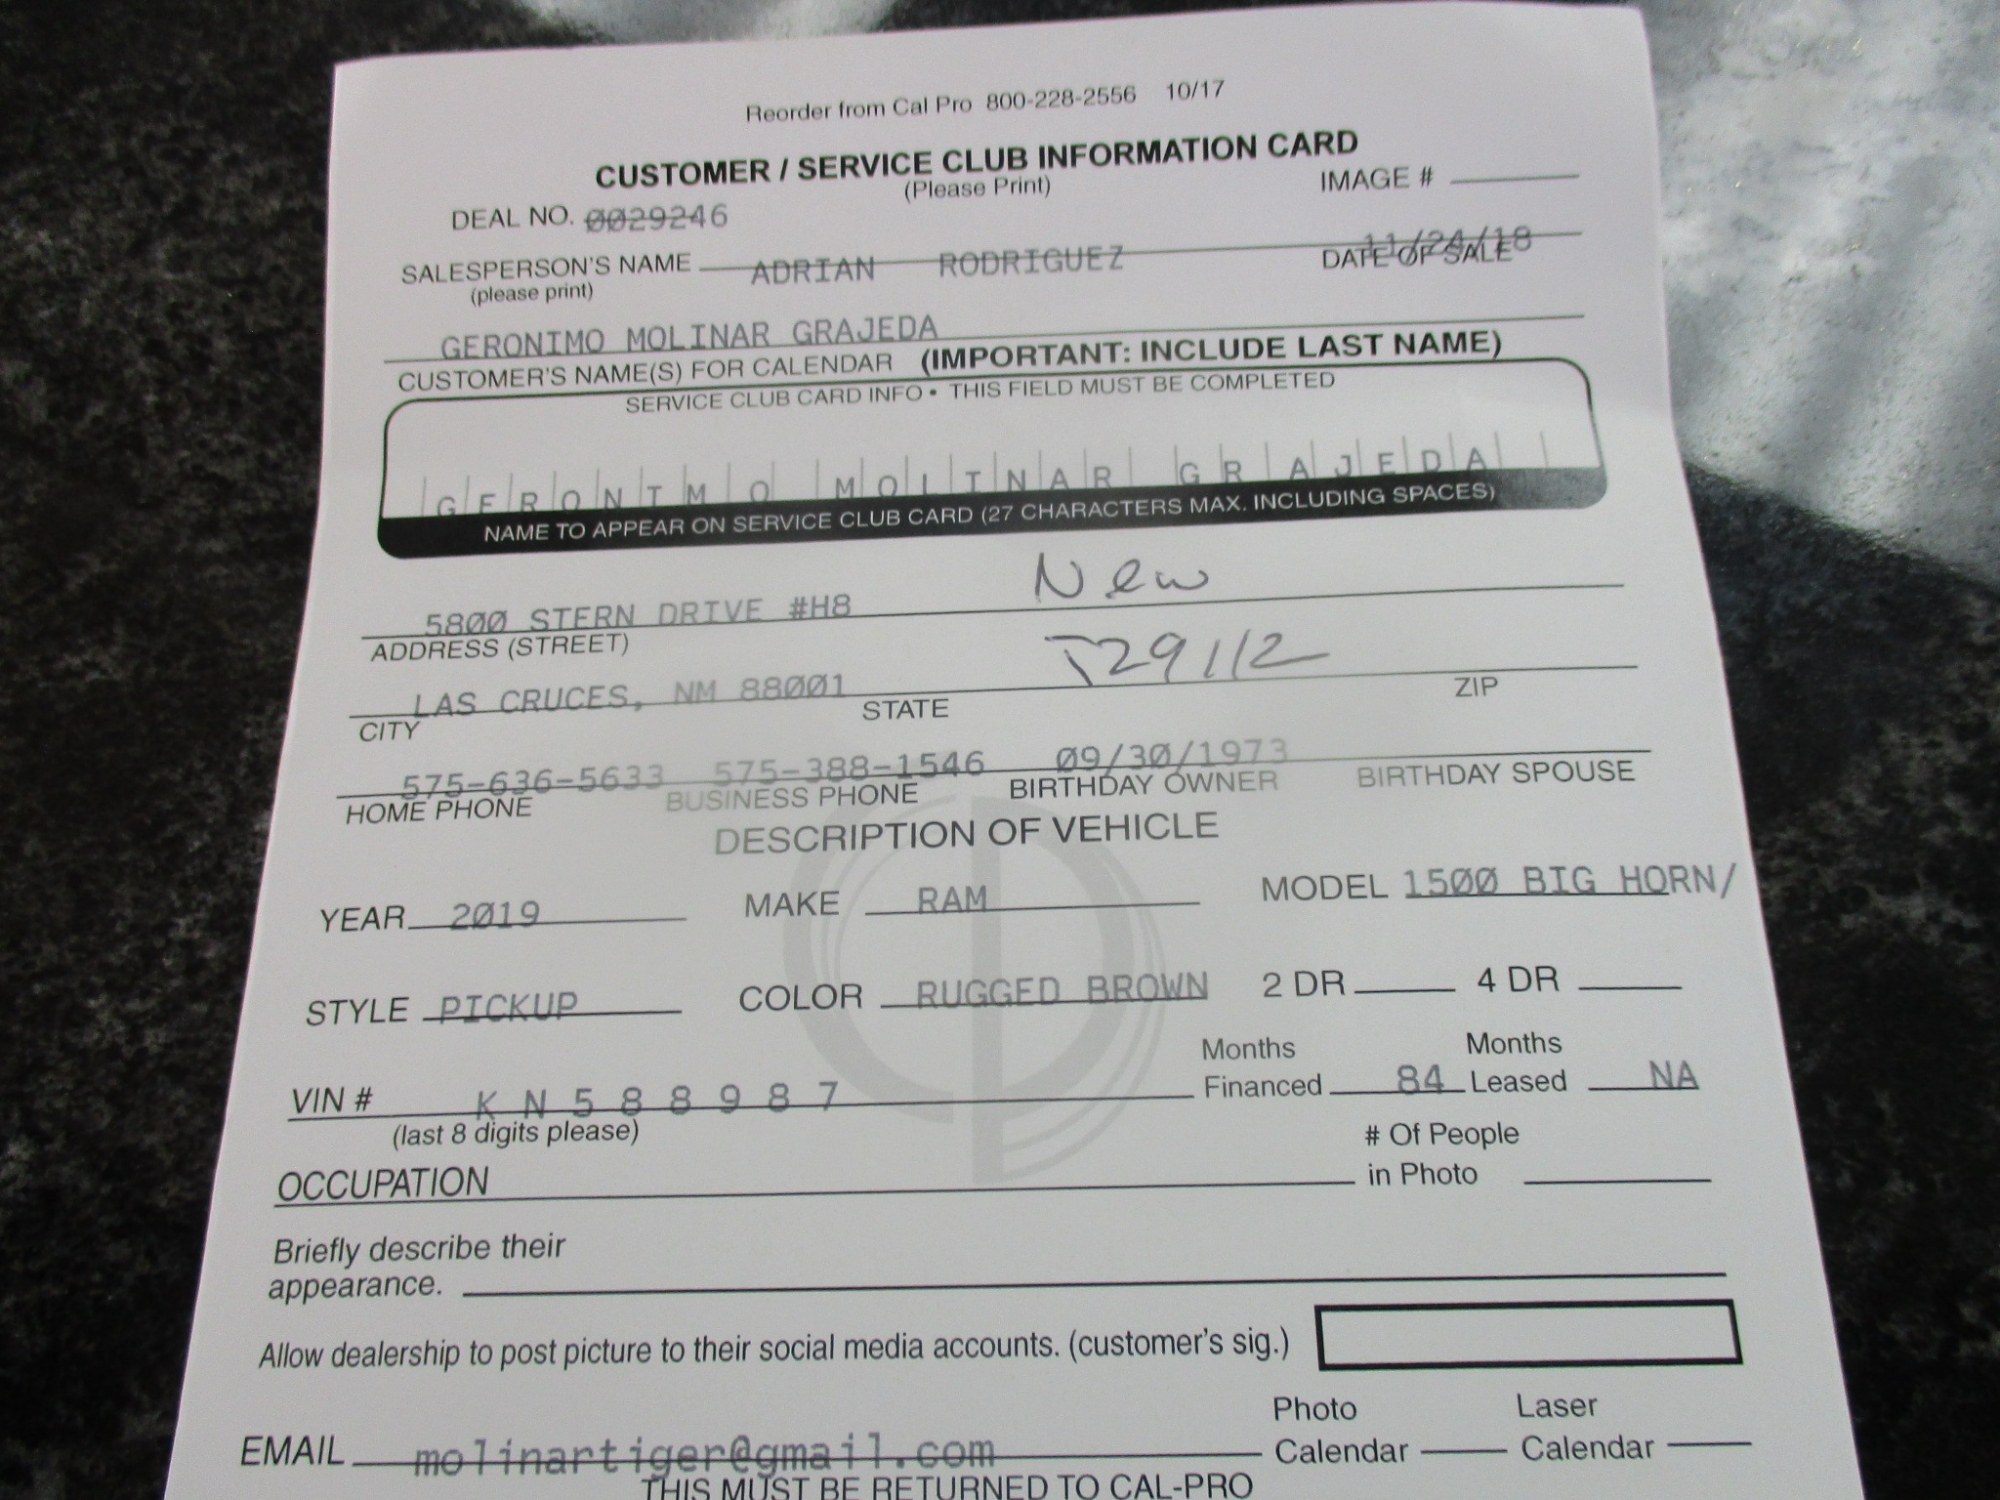 Reorder from Cal Pro 800-228-2556 10/17
CUSTOMER / SERVICE CLUB INFORMATION CARD
(Please Print)
IMAGE #
DEAL NO. 0029246
SALESPERSON'S NAME ADRIAN RODRIGUEZ
(please print)
11/24/18
DATE OF SALE
GERONIMO MOLINAR GRAJEDA
CUSTOMER'S NAME(S) FOR CALENDAR (IMPORTANT: INCLUDE LAST NAME)
SERVICE CLUB CARD INFO • THIS FIELD MUST BE COMPLETED
GERONIMO MOLINAR GRAJEDA
NAME TO APPEAR ON SERVICE CLUB CARD (27 CHARACTERS MAX. INCLUDING SPACES)
5800 STERN DRIVE #H8 New
ADDRESS (STREET)
LAS CRUCES, NM 88001 T29112
CITY STATE ZIP
575-636-5633 575-388-1546 09/30/1973
HOME PHONE BUSINESS PHONE BIRTHDAY OWNER BIRTHDAY SPOUSE
DESCRIPTION OF VEHICLE
YEAR 2019 MAKE RAM MODEL 1500 BIG HORN/
STYLE PICKUP COLOR RUGGED BROWN 2 DR 4 DR
VIN # KN588987 Months Financed 84 Months Leased NA
(last 8 digits please)
OCCUPATION # Of People in Photo
Briefly describe their
appearance.
Allow dealership to post picture to their social media accounts. (customer's sig.)
EMAIL molinartiger@gmail.com Photo Calendar Laser Calendar
THIS MUST BE RETURNED TO CAL-PRO